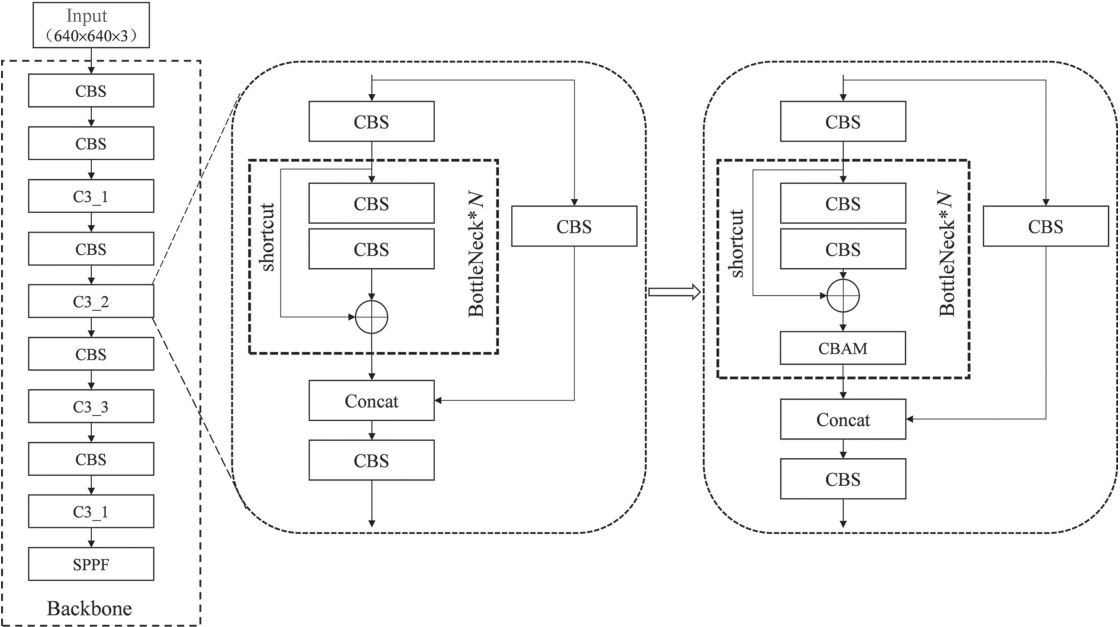 Input
（640×640×3）
CBS
CBS
C3_1
CBS
C3_2
CBS
C3_3
CBS
C3_1
SPPF
Backbone
CBS
shortcut
CBS
CBS
BottleNeck*N
CBS
Concat
CBS
CBS
shortcut
CBS
CBS
CBAM
BottleNeck*N
CBS
Concat
CBS